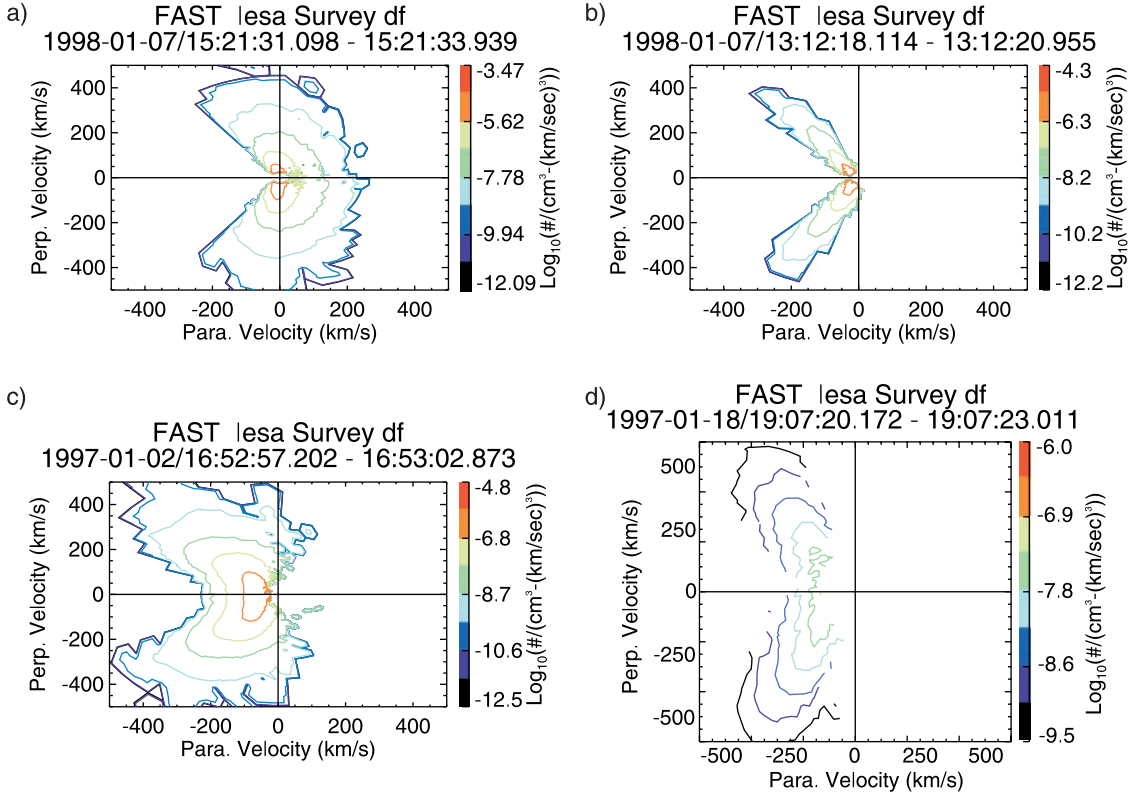 a)
FAST Iesa Survey df
1998-01-07/15:21:31.098 - 15:21:33.939
400
200
0
-200
-400
Perp. Velocity (km/s)
-400 -200 0 200 400
Para. Velocity (km/s)
-3.47
-5.62
-7.78
-9.94
-12.09
Log10(#/(cm³-(km/sec)³))
b)
FAST Iesa Survey df
1998-01-07/13:12:18.114 - 13:12:20.955
400
200
0
-200
-400
Perp. Velocity (km/s)
-400 -200 0 200 400
Para. Velocity (km/s)
-4.3
-6.3
-8.2
-10.2
-12.2
Log10(#/(cm³-(km/sec)³))
c)
FAST Iesa Survey df
1997-01-02/16:52:57.202 - 16:53:02.873
400
200
0
-200
-400
Perp. Velocity (km/s)
-400 -200 0 200 400
Para. Velocity (km/s)
-4.8
-6.8
-8.7
-10.6
-12.5
Log10(#/(cm³-(km/sec)³))
d)
FAST Iesa Survey df
1997-01-18/19:07:20.172 - 19:07:23.011
500
250
0
-250
-500
Perp. Velocity (km/s)
-500 -250 0 250 500
Para. Velocity (km/s)
-6.0
-6.9
-7.8
-8.6
-9.5
Log10(#/(cm³-(km/sec)³))